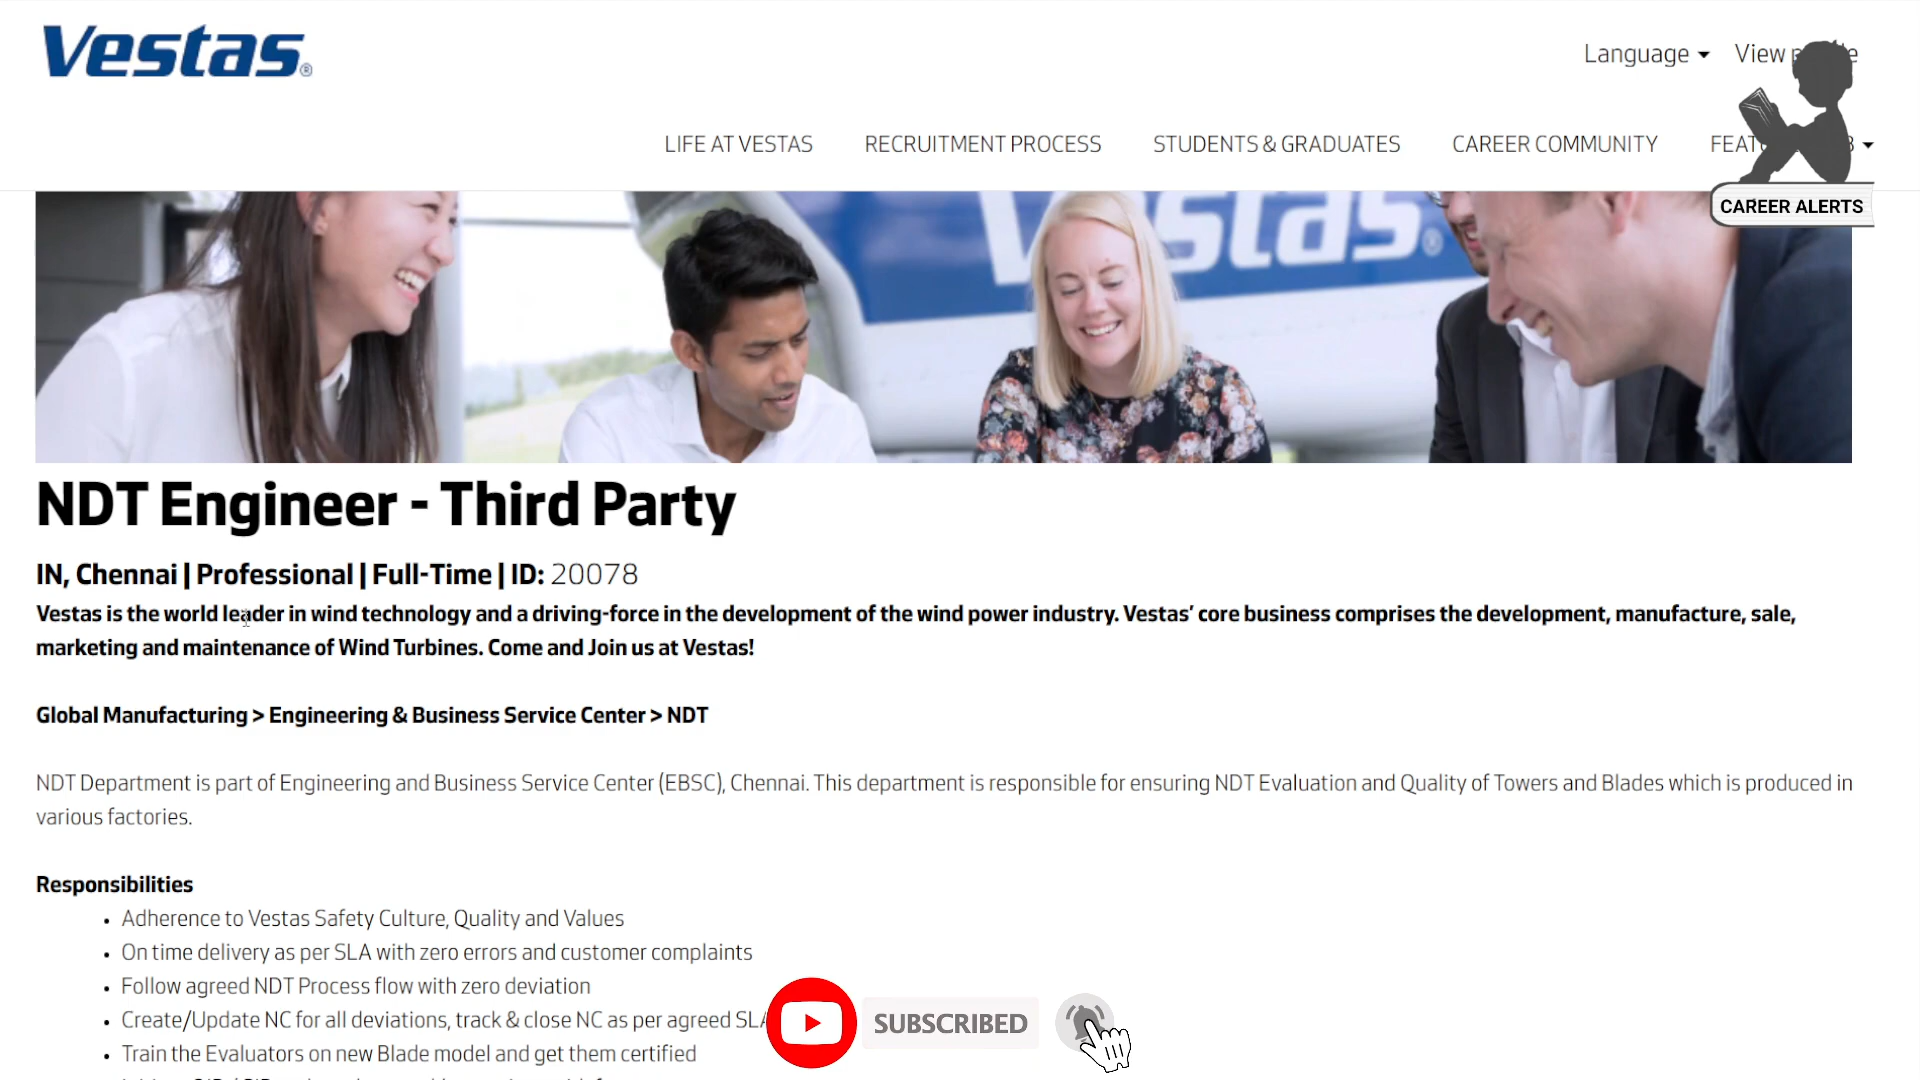 Vestas®
Language View
LIFE AT VESTAS RECRUITMENT PROCESS STUDENTS & GRADUATES CAREER COMMUNITY
CAREER ALERTS
Vestas®
NDT Engineer - Third Party
IN, Chennai | Professional | Full-Time | ID: 20078
Vestas is the world leader in wind technology and a driving-force in the development of the wind power industry. Vestas’ core business comprises the development, manufacture, sale,
marketing and maintenance of Wind Turbines. Come and Join us at Vestas!
Global Manufacturing > Engineering & Business Service Center > NDT
NDT Department is part of Engineering and Business Service Center (EBSC), Chennai. This department is responsible for ensuring NDT Evaluation and Quality of Towers and Blades which is produced in
various factories.
Responsibilities
• Adherence to Vestas Safety Culture, Quality and Values
• On time delivery as per SLA with zero errors and customer complaints
• Follow agreed NDT Process flow with zero deviation
• Create/Update NC for all deviations, track & close NC as per agreed SLA
• Train the Evaluators on new Blade model and get them certified
SUBSCRIBED